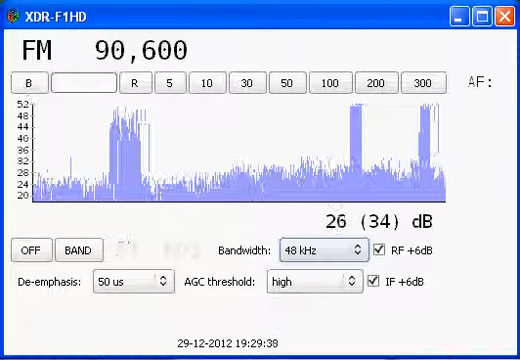 XDR-F1HD
FM 90,600
B R 5 10 30 50 100 200 300 AF:
52
48
44
40
36
32
28
24
20
26 (34) dB
OFF BAND Bandwidth: 48 kHz RF +6dB
De-emphasis: 50 us AGC threshold: high IF +6dB
29-12-2012 19:29:38